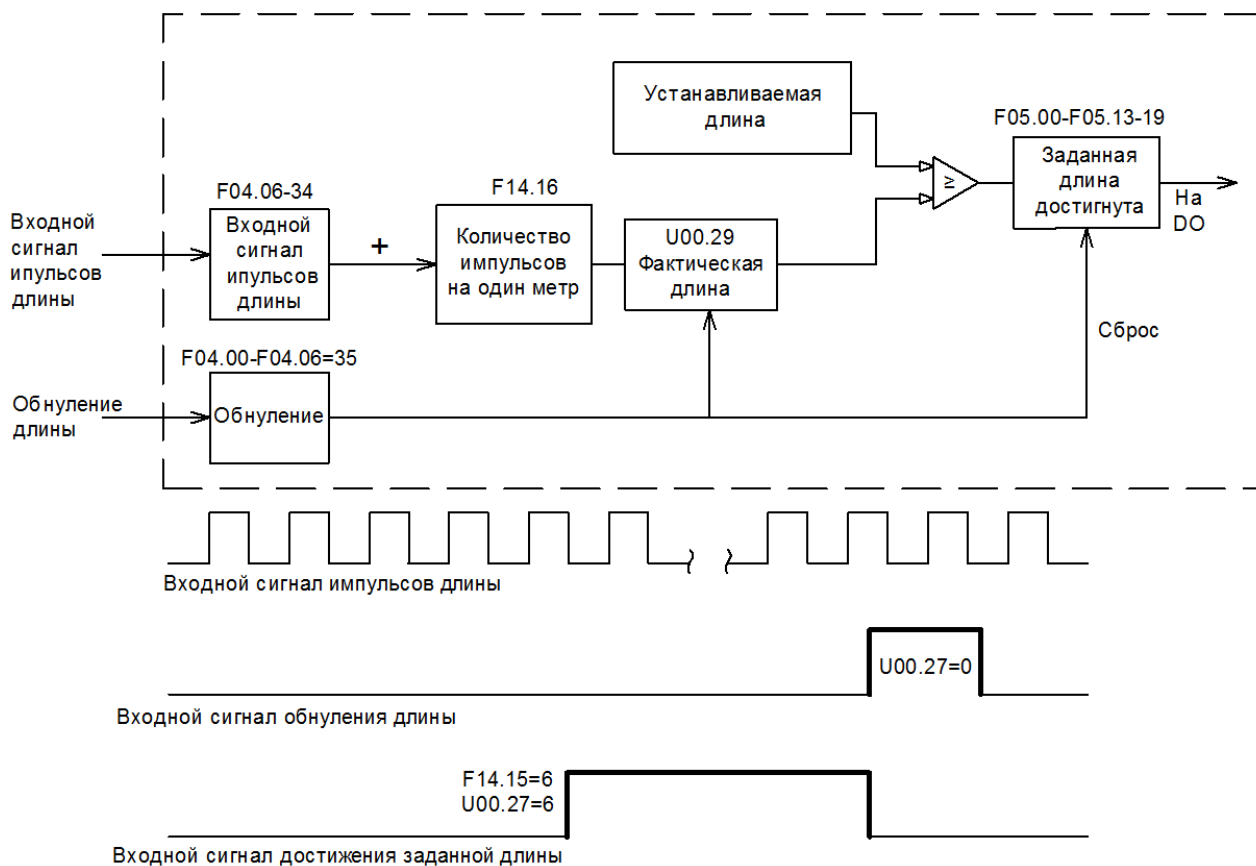 Устанавливаемая
длина
F05.00-F05.13-19
Заданная
длина
достигнута
На
DO
≥
F04.06-34
F14.16
Входной
сигнал
ипульсов
длины
Входной
сигнал
ипульсов
длины
+
Количество
импульсов
на один метр
U00.29
Фактическая
длина
Сброс
F04.00-F04.06=35
Обнуление
длины
Обнуление
Входной сигнал импульсов длины
U00.27=0
Входной сигнал обнуления длины
F14.15=6
U00.27=6
Входной сигнал достижения заданной длины